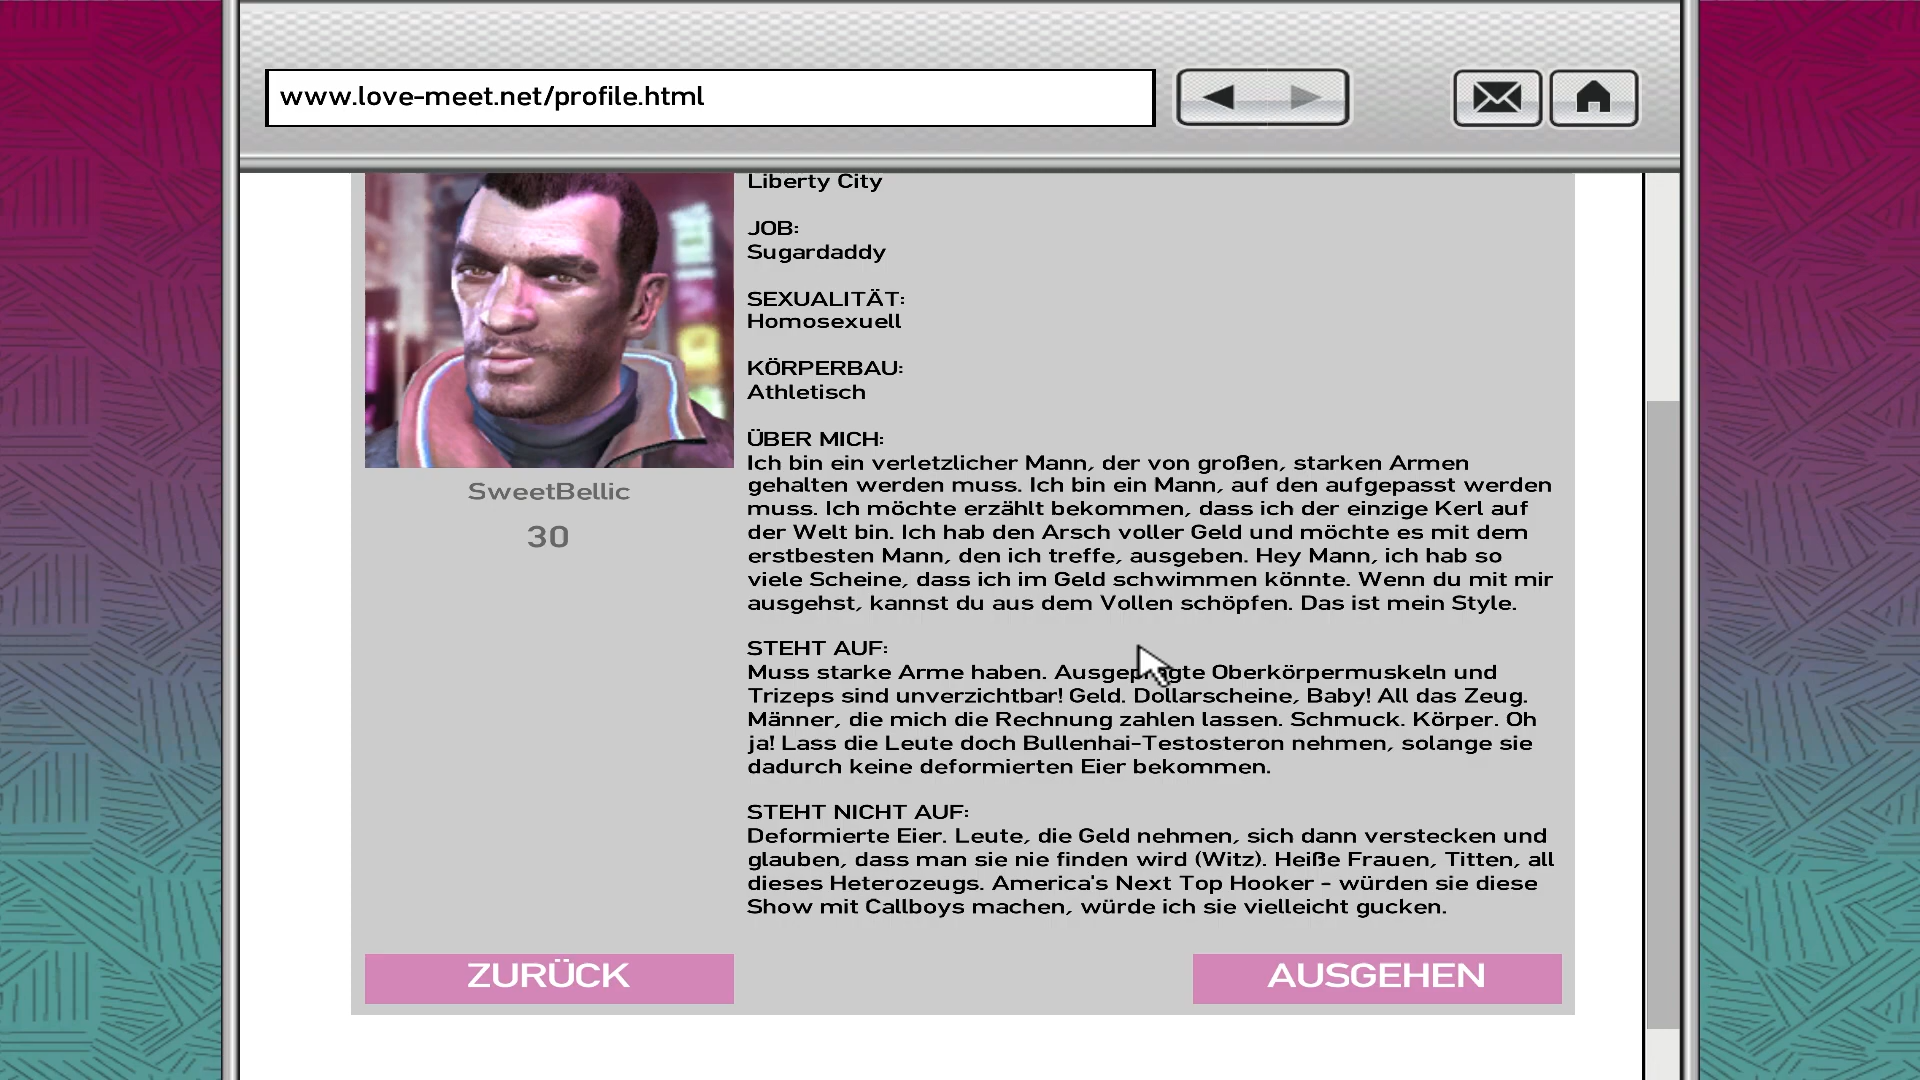 www.love-meet.net/profile.html
Liberty City
JOB:
Sugardaddy
SEXUALITÄT:
Homosexuell
KÖRPERBAU:
Athletisch
ÜBER MICH:
Ich bin ein verletzlicher Mann, der von großen, starken Armen
gehalten werden muss. Ich bin ein Mann, auf den aufgepasst werden
muss. Ich möchte erzählt bekommen, dass ich der einzige Kerl auf
der Welt bin. Ich hab den Arsch voller Geld und möchte es mit dem
erstbesten Mann, den ich treffe, ausgeben. Hey Mann, ich hab so
viele Scheine, dass ich im Geld schwimmen könnte. Wenn du mit mir
ausgehst, kannst du aus dem Vollen schöpfen. Das ist mein Style.
STEHT AUF:
Muss starke Arme haben. Ausgeprägte Oberkörpermuskeln und
Trizeps sind unverzichtbar! Geld. Dollarscheine, Baby! All das Zeug.
Männer, die mich die Rechnung zahlen lassen. Schmuck. Körper. Oh
ja! Lass die Leute doch Bullenhai-Testosteron nehmen, solange sie
dadurch keine deformierten Eier bekommen.
STEHT NICHT AUF:
Deformierte Eier. Leute, die Geld nehmen, sich dann verstecken und
glauben, dass man sie nie finden wird (Witz). Heiße Frauen, Titten, all
dieses Heterozeugs. America's Next Top Hooker - würden sie diese
Show mit Callboys machen, würde ich sie vielleicht gucken.
SweetBellic
30
ZURÜCK
AUSGEHEN